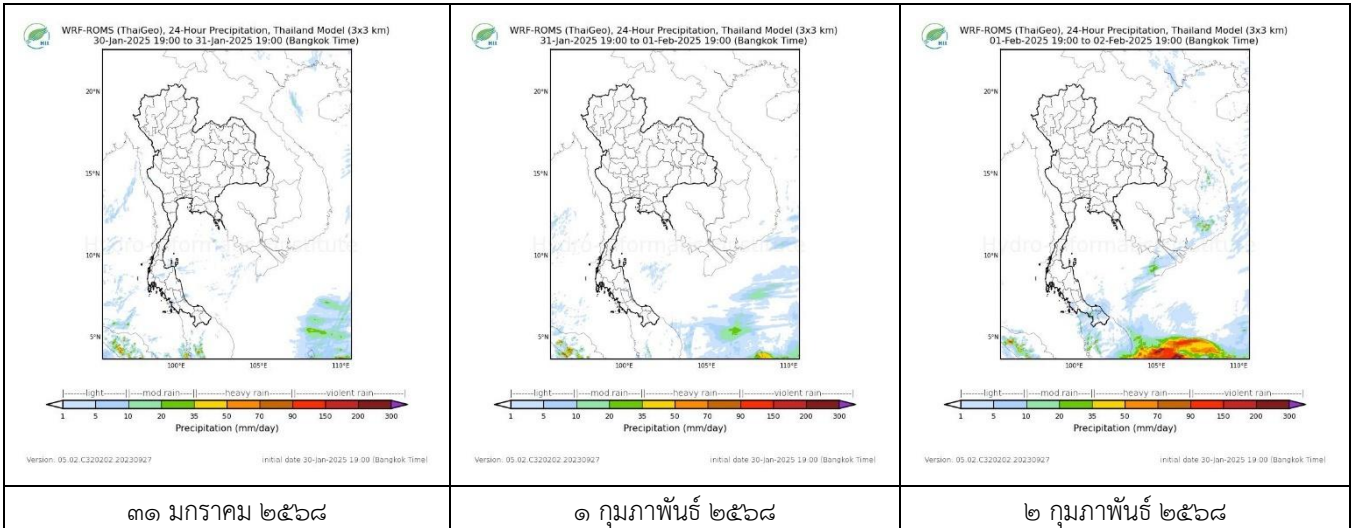 WRF-ROMS (ThaiGeo), 24-Hour Precipitation, Thailand Model (3x3 km)
30-Jan-2025 19:00 to 31-Jan-2025 19:00 (Bangkok Time)
HII
20°N
15°N
10°N
5°N
100°E
105°E
110°E
Hydro-Informatics Institute
light mod rain heavy rain violent rain
1 5 10 20 35 50 70 90 150 200 300
Precipitation (mm/day)
Version: 05.02.C320202.20230927 initial date 30-Jan-2025 19:00 (Bangkok Time)
๓๑ มกราคม ๒๕๖๘
WRF-ROMS (ThaiGeo), 24-Hour Precipitation, Thailand Model (3x3 km)
31-Jan-2025 19:00 to 01-Feb-2025 19:00 (Bangkok Time)
HII
20°N
15°N
10°N
5°N
100°E
105°E
110°E
Hydro-Informatics Institute
light mod rain heavy rain violent rain
1 5 10 20 35 50 70 90 150 200 300
Precipitation (mm/day)
Version: 05.02.C320202.20230927 initial date 30-Jan-2025 19:00 (Bangkok Time)
๑ กุมภาพันธ์ ๒๕๖๘
WRF-ROMS (ThaiGeo), 24-Hour Precipitation, Thailand Model (3x3 km)
01-Feb-2025 19:00 to 02-Feb-2025 19:00 (Bangkok Time)
HII
20°N
15°N
10°N
5°N
100°E
105°E
110°E
Hydro-Informatics Institute
light mod rain heavy rain violent rain
1 5 10 20 35 50 70 90 150 200 300
Precipitation (mm/day)
Version: 05.02.C320202.20230927 initial date 30-Jan-2025 19:00 (Bangkok Time)
๒ กุมภาพันธ์ ๒๕๖๘